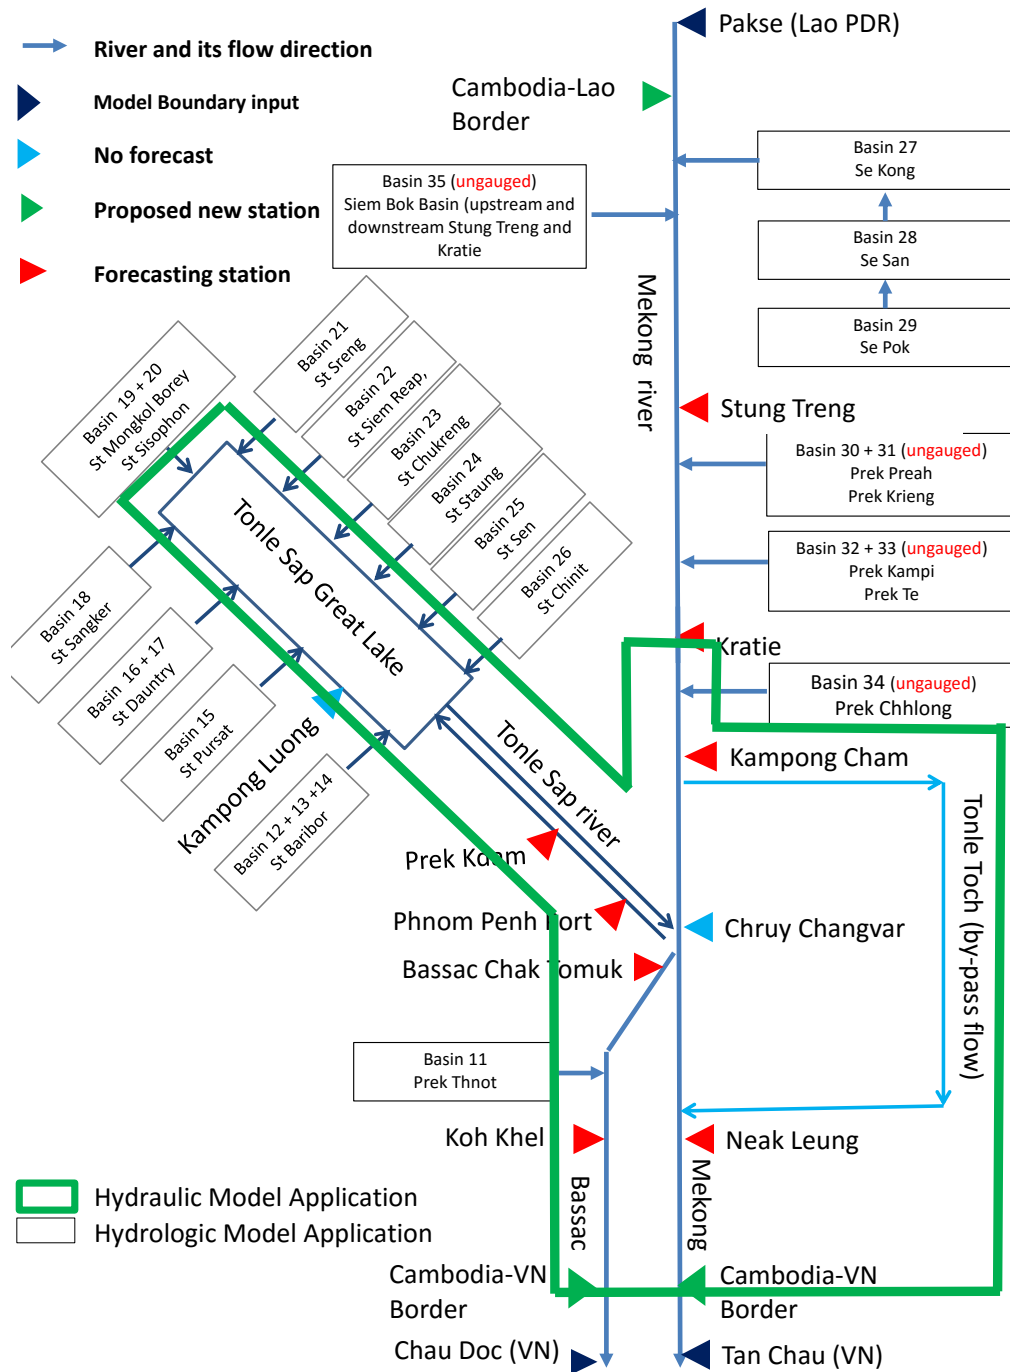 Pakse (Lao PDR)
River and its flow direction
Model Boundary input
No forecast
Proposed new station
Forecasting station
Cambodia-Lao
Border
Basin 27
Se Kong
Basin 28
Se San
Basin 29
Se Pok
Basin 35 (ungauged)
Siem Bok Basin (upstream and
downstream Stung Treng and
Kratie
Mekong river
Stung Treng
Basin 30 + 31 (ungauged)
Prek Preah
Prek Krieng
Basin 32 + 33 (ungauged)
Prek Kampi
Prek Te
Kratie
Basin 34 (ungauged)
Prek Chhlong
Basin 19 + 20
St Mongkol Borey
St Sisophon
Basin 21
St Sreng
Basin 22
St Siem Reap,
Basin 23
St Chukreng
Basin 24
St Staung
Basin 25
St Sen
Basin 26
St Chinit
Tonle Sap Great Lake
Basin 18
St Sangker
Basin 16 + 17
St Dauntry
Basin 15
St Pursat
Kampong Luong
Basin 12 + 13 +14
St Baribor
Tonle Sap river
Kampong Cham
Prek Kdam
Phnom Penh Port
Chruy Changvar
Bassac Chak Tomuk
Tonle Toch (by-pass flow)
Basin 11
Prek Thnot
Koh Khel
Neak Leung
Bassac
Mekong
Hydraulic Model Application
Hydrologic Model Application
Cambodia-VN
Border
Cambodia-VN
Border
Chau Doc (VN)
Tan Chau (VN)